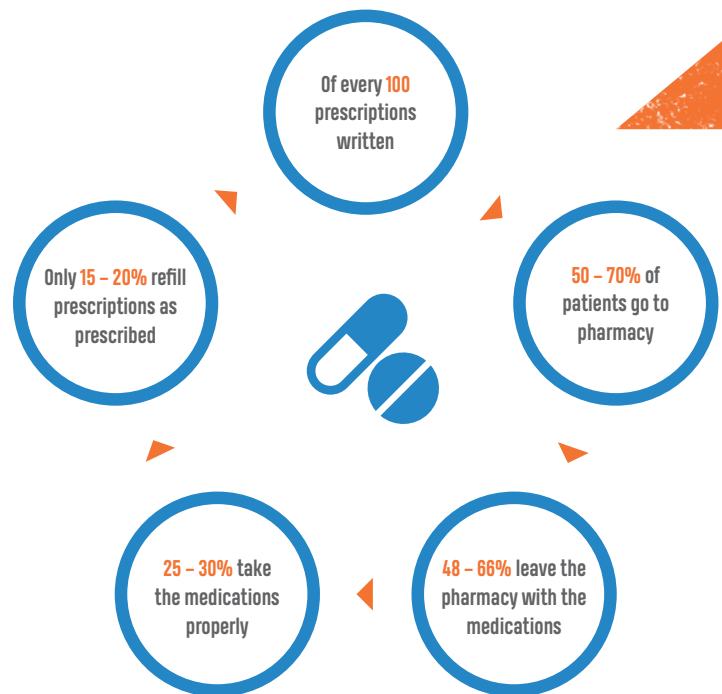 Of every 100
prescriptions
written
50 – 70% of
patients go to
pharmacy
48 – 66% leave the
pharmacy with the
medications
25 – 30% take
the medications
properly
Only 15 – 20% refill
prescriptions as
prescribed